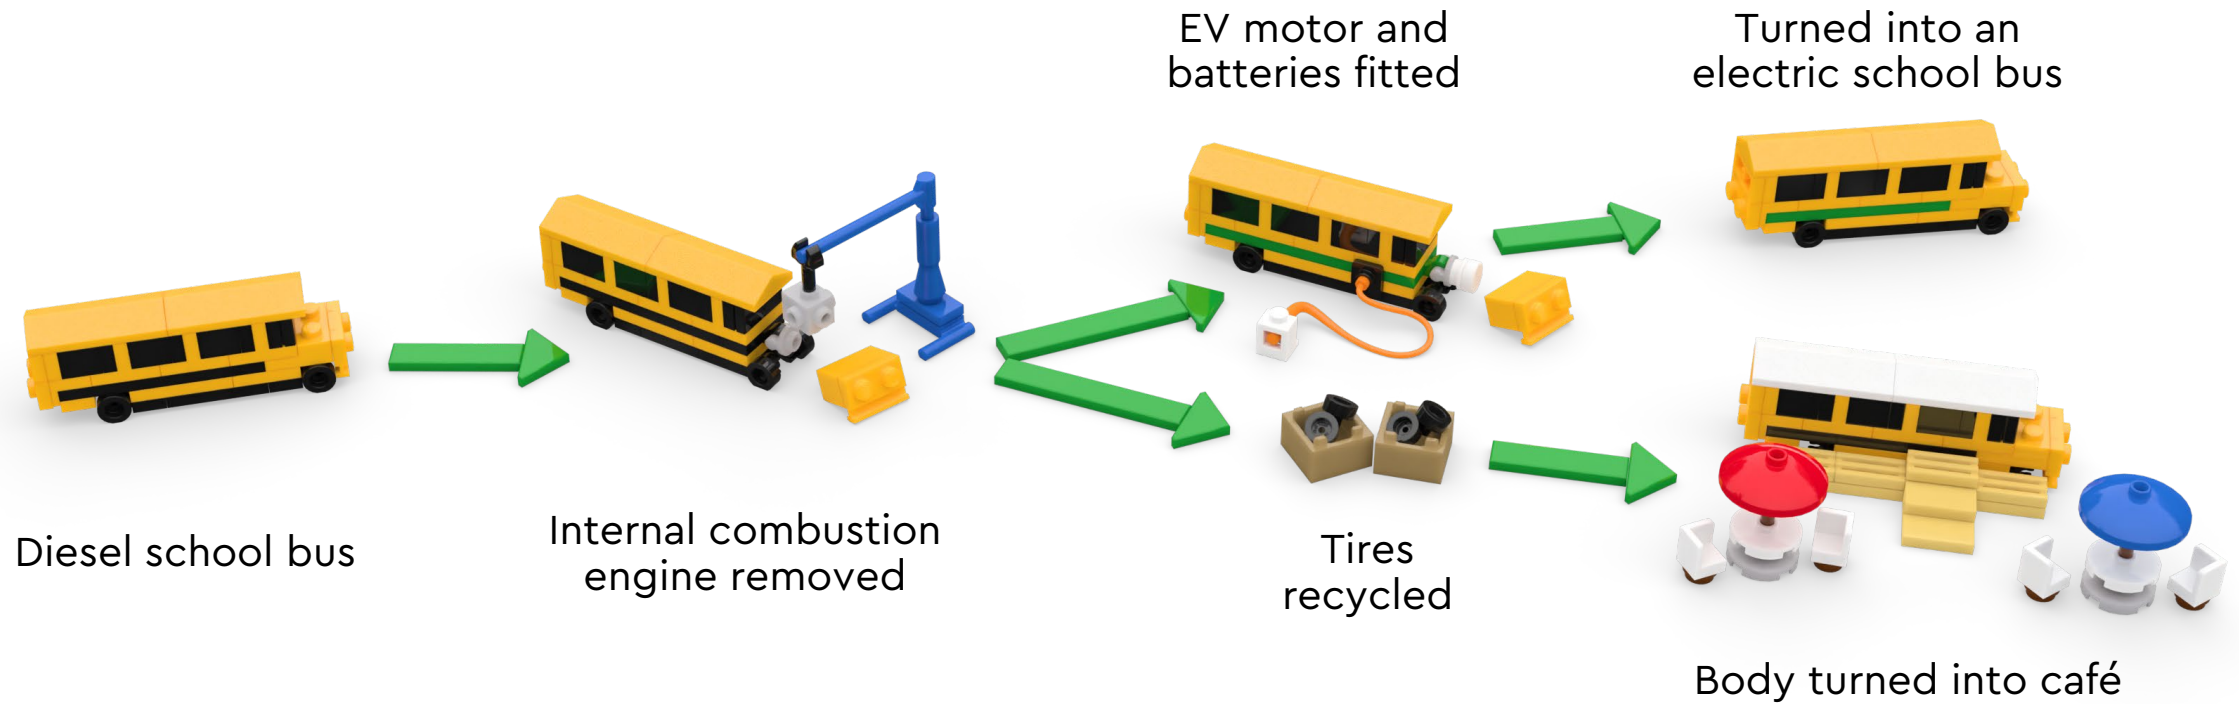 Diesel school bus
Internal combustion
engine removed
EV motor and
batteries fitted
Turned into an
electric school bus
Tires
recycled
Body turned into café